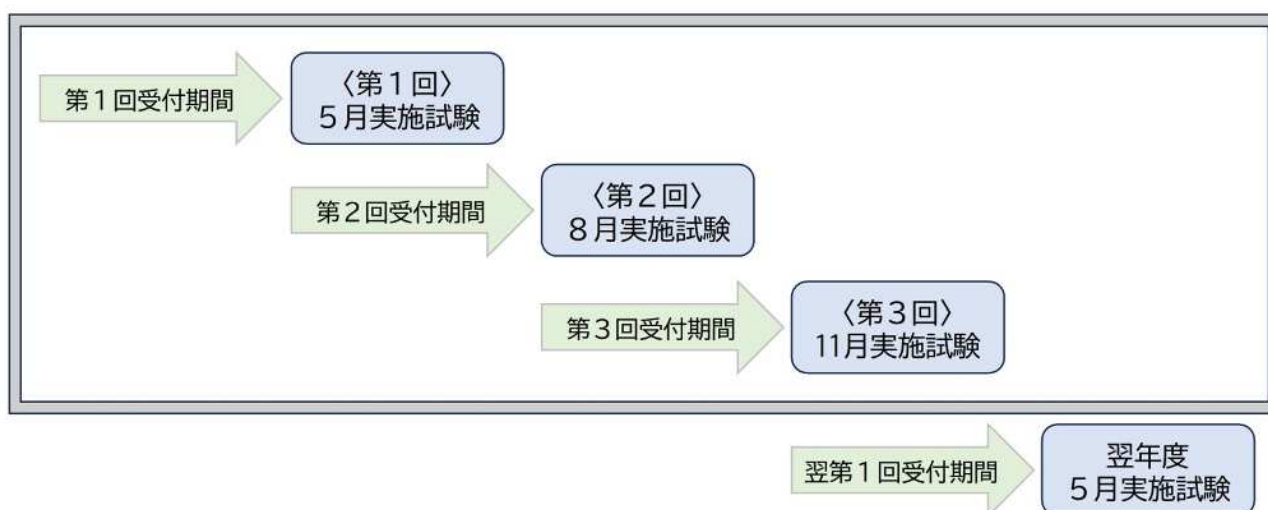 第１回受付期間
〈第１回〉
５月実施試験
第２回受付期間
〈第２回〉
８月実施試験
第３回受付期間
〈第３回〉
11月実施試験
翌第１回受付期間
翌年度
５月実施試験